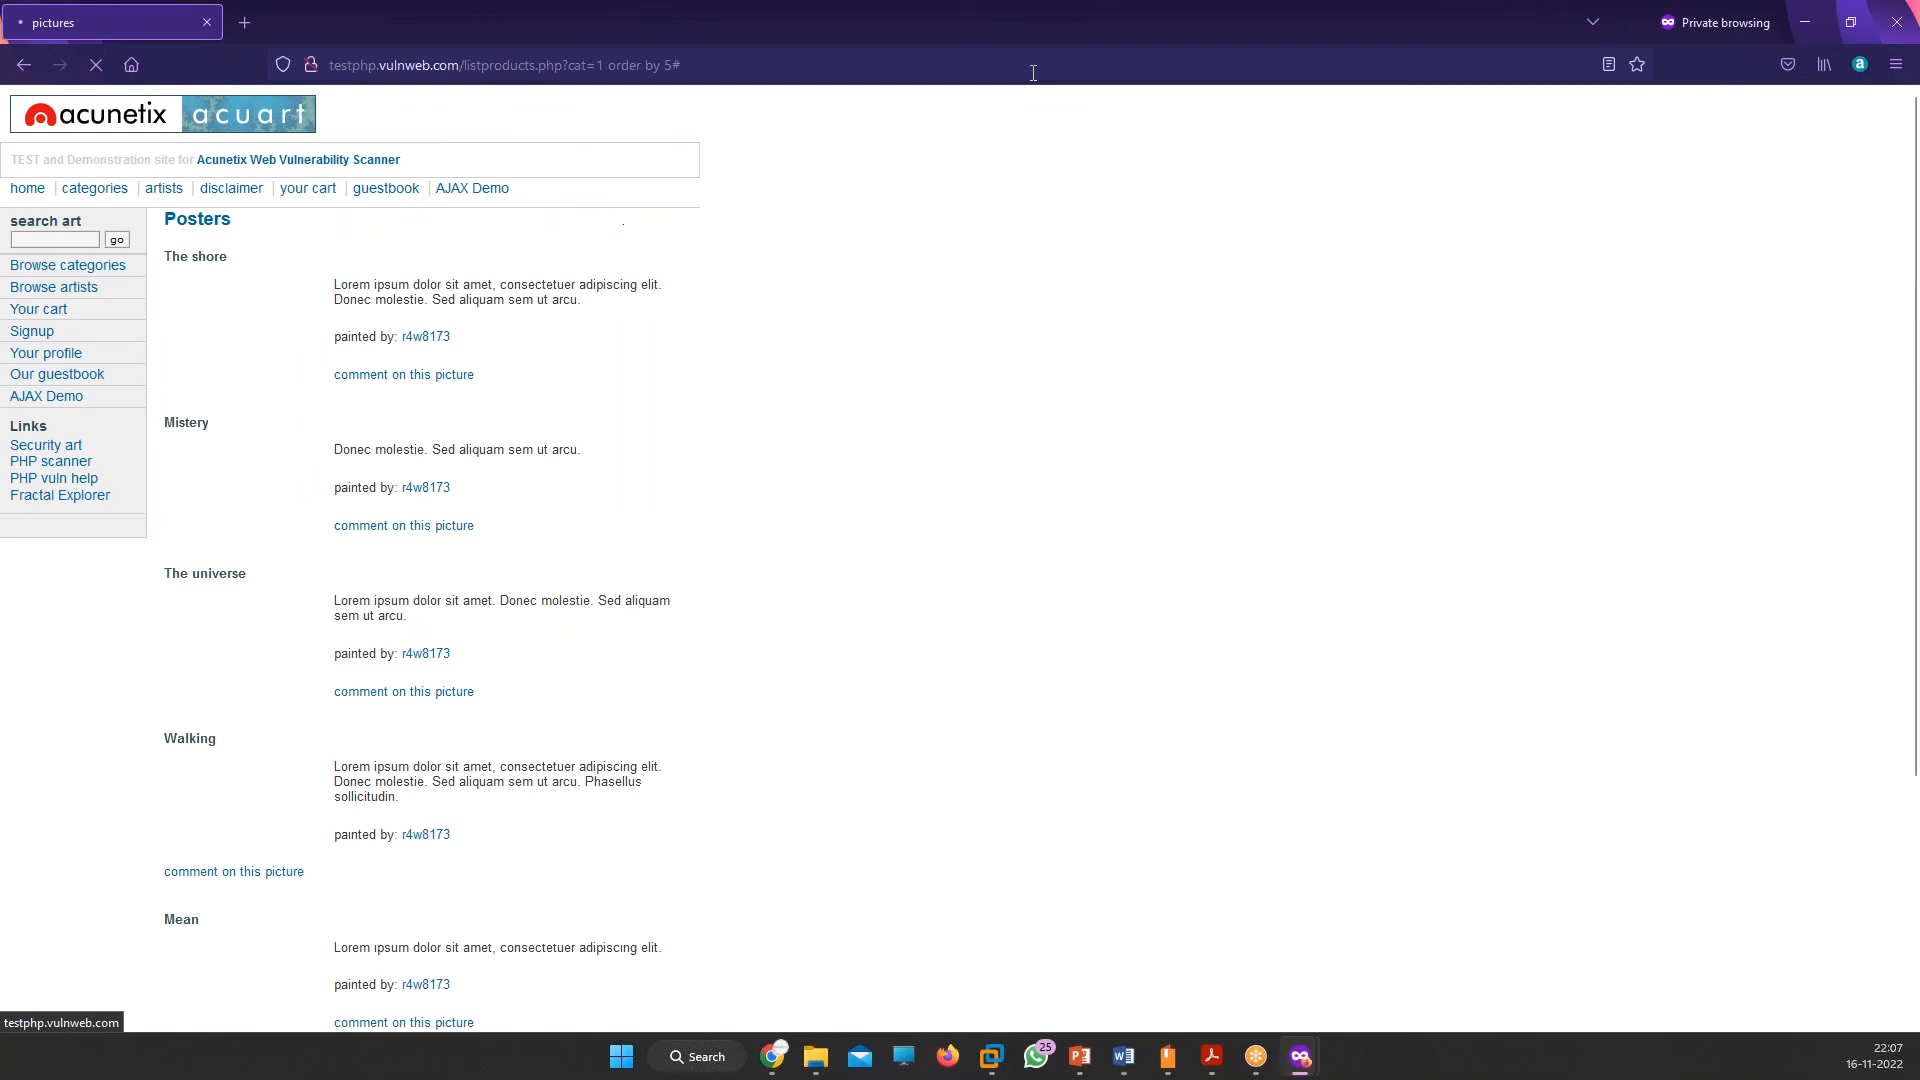 pictures
Private browsing
testphp.vulnweb.com/listproducts.php?cat=1 order by 5#
a
acunetix acuart
TEST and Demonstration site for Acunetix Web Vulnerability Scanner
home categories artists disclaimer your cart guestbook AJAX Demo
search art
go
Browse categories
Browse artists
Your cart
Signup
Your profile
Our guestbook
AJAX Demo
Links
Security art
PHP scanner
PHP vuln help
Fractal Explorer
Posters
The shore
Lorem ipsum dolor sit amet, consectetuer adipiscing elit.
Donec molestie. Sed aliquam sem ut arcu.
painted by: r4w8173
comment on this picture
Mistery
Donec molestie. Sed aliquam sem ut arcu.
painted by: r4w8173
comment on this picture
The universe
Lorem ipsum dolor sit amet. Donec molestie. Sed aliquam
sem ut arcu.
painted by: r4w8173
comment on this picture
Walking
Lorem ipsum dolor sit amet, consectetuer adipiscing elit.
Donec molestie. Sed aliquam sem ut arcu. Phasellus
sollicitudin.
painted by: r4w8173
comment on this picture
Mean
Lorem ipsum dolor sit amet, consectetuer adipiscing elit.
painted by: r4w8173
comment on this picture
testphp.vulnweb.com
Search
25
22:07
16-11-2022